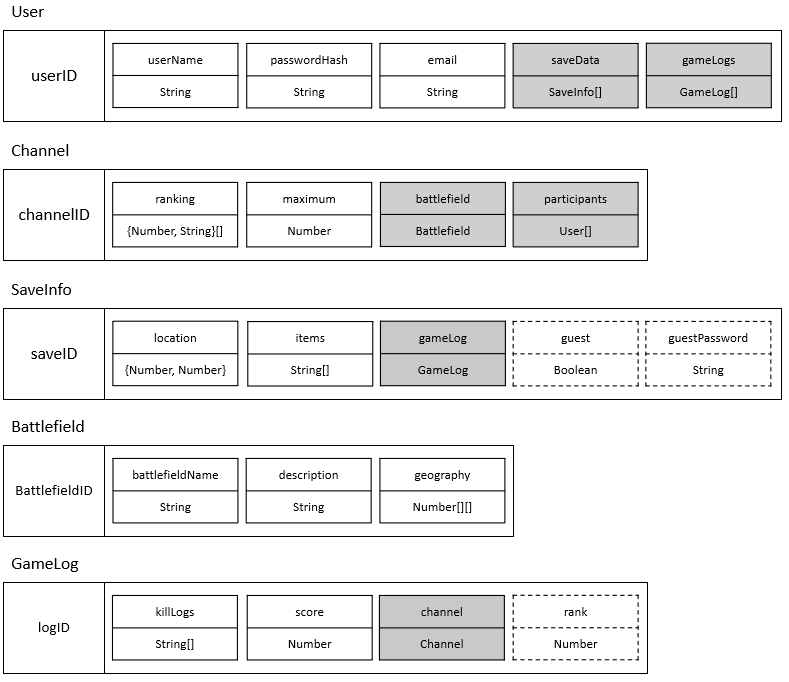 User
userID
userName passwordHash email saveData gameLogs
String String String SaveInfo[] GameLog[]
Channel
channelID
ranking maximum battlefield participants
{Number, String}[] Number Battlefield User[]
SaveInfo
saveID
location items gameLog guest guestPassword
{Number, Number} String[] GameLog Boolean String
Battlefield
BattlefieldID
battlefieldName description geography
String String Number[][]
GameLog
logID
killLogs score channel rank
String[] Number Channel Number